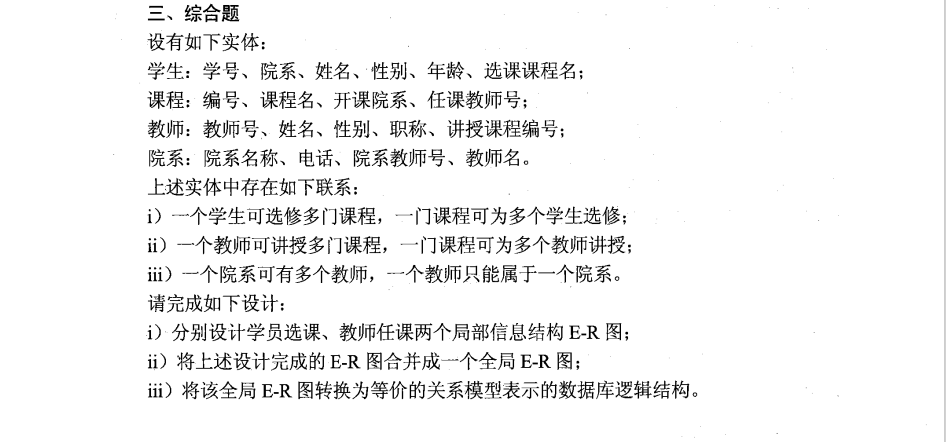 三、综合题
设有如下实体：
学生：学号、院系、姓名、性别、年龄、选课课程名；
课程：编号、课程名、开课院系、任课教师号；
教师：教师号、姓名、性别、职称、讲授课程编号；
院系：院系名称、电话、院系教师号、教师名。
上述实体中存在如下联系：
i）一个学生可选修多门课程，一门课程可为多个学生选修；
ii）一个教师可讲授多门课程，一门课程可为多个教师讲授；
iii）一个院系可有多个教师，一个教师只能属于一个院系。
请完成如下设计：
i）分别设计学员选课、教师任课两个局部信息结构 E-R 图；
ii）将上述设计完成的 E-R 图合并成一个全局 E-R 图；
iii）将该全局 E-R 图转换为等价的关系模型表示的数据库逻辑结构。